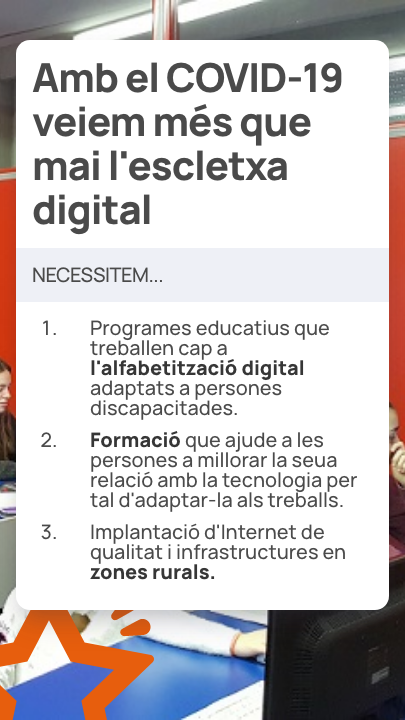 Amb el COVID-19
veiem més que
mai l'escletxa
digital
NECESSITEM...
1. Programes educatius que
treballen cap a
l'alfabetització digital
adaptats a persones
discapacitades.
2. Formació que ajude a les
persones a millorar la seua
relació amb la tecnologia per
tal d'adaptar-la als treballs.
3. Implantació d'Internet de
qualitat i infrastructures en
zones rurals.